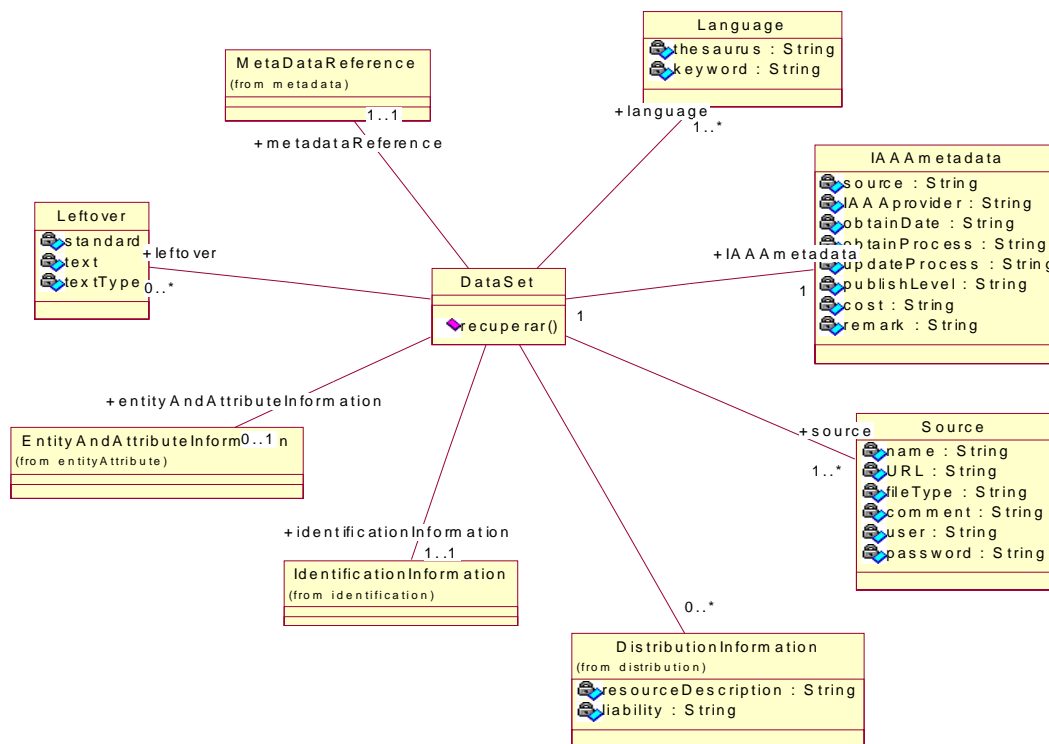 Language
thesaurus : String
keyword : String
+language
1..*
MetaDataReference
(from metadata)
1..1
+metadataReference
IAAAmetadata
source : String
IAAAprovider : String
obtainDate : String
obtainProcess : String
updateProcess : String
publishLevel : String
cost : String
remark : String
+IAAAmetadata
1
1
Leftover
standard
text
textType
+leftover
0..*
DataSet
recuperar()
+entityAndAttributeInformation
0..1
EntityAndAttributeInform n
(from entityAttribute)
+source
1..*
Source
name : String
URL : String
fileType : String
comment : String
user : String
password : String
+identificationInformation
1..1
IdentificationInformation
(from identification)
0..*
DistributionInformation
(from distribution)
resourceDescription : String
liability : String